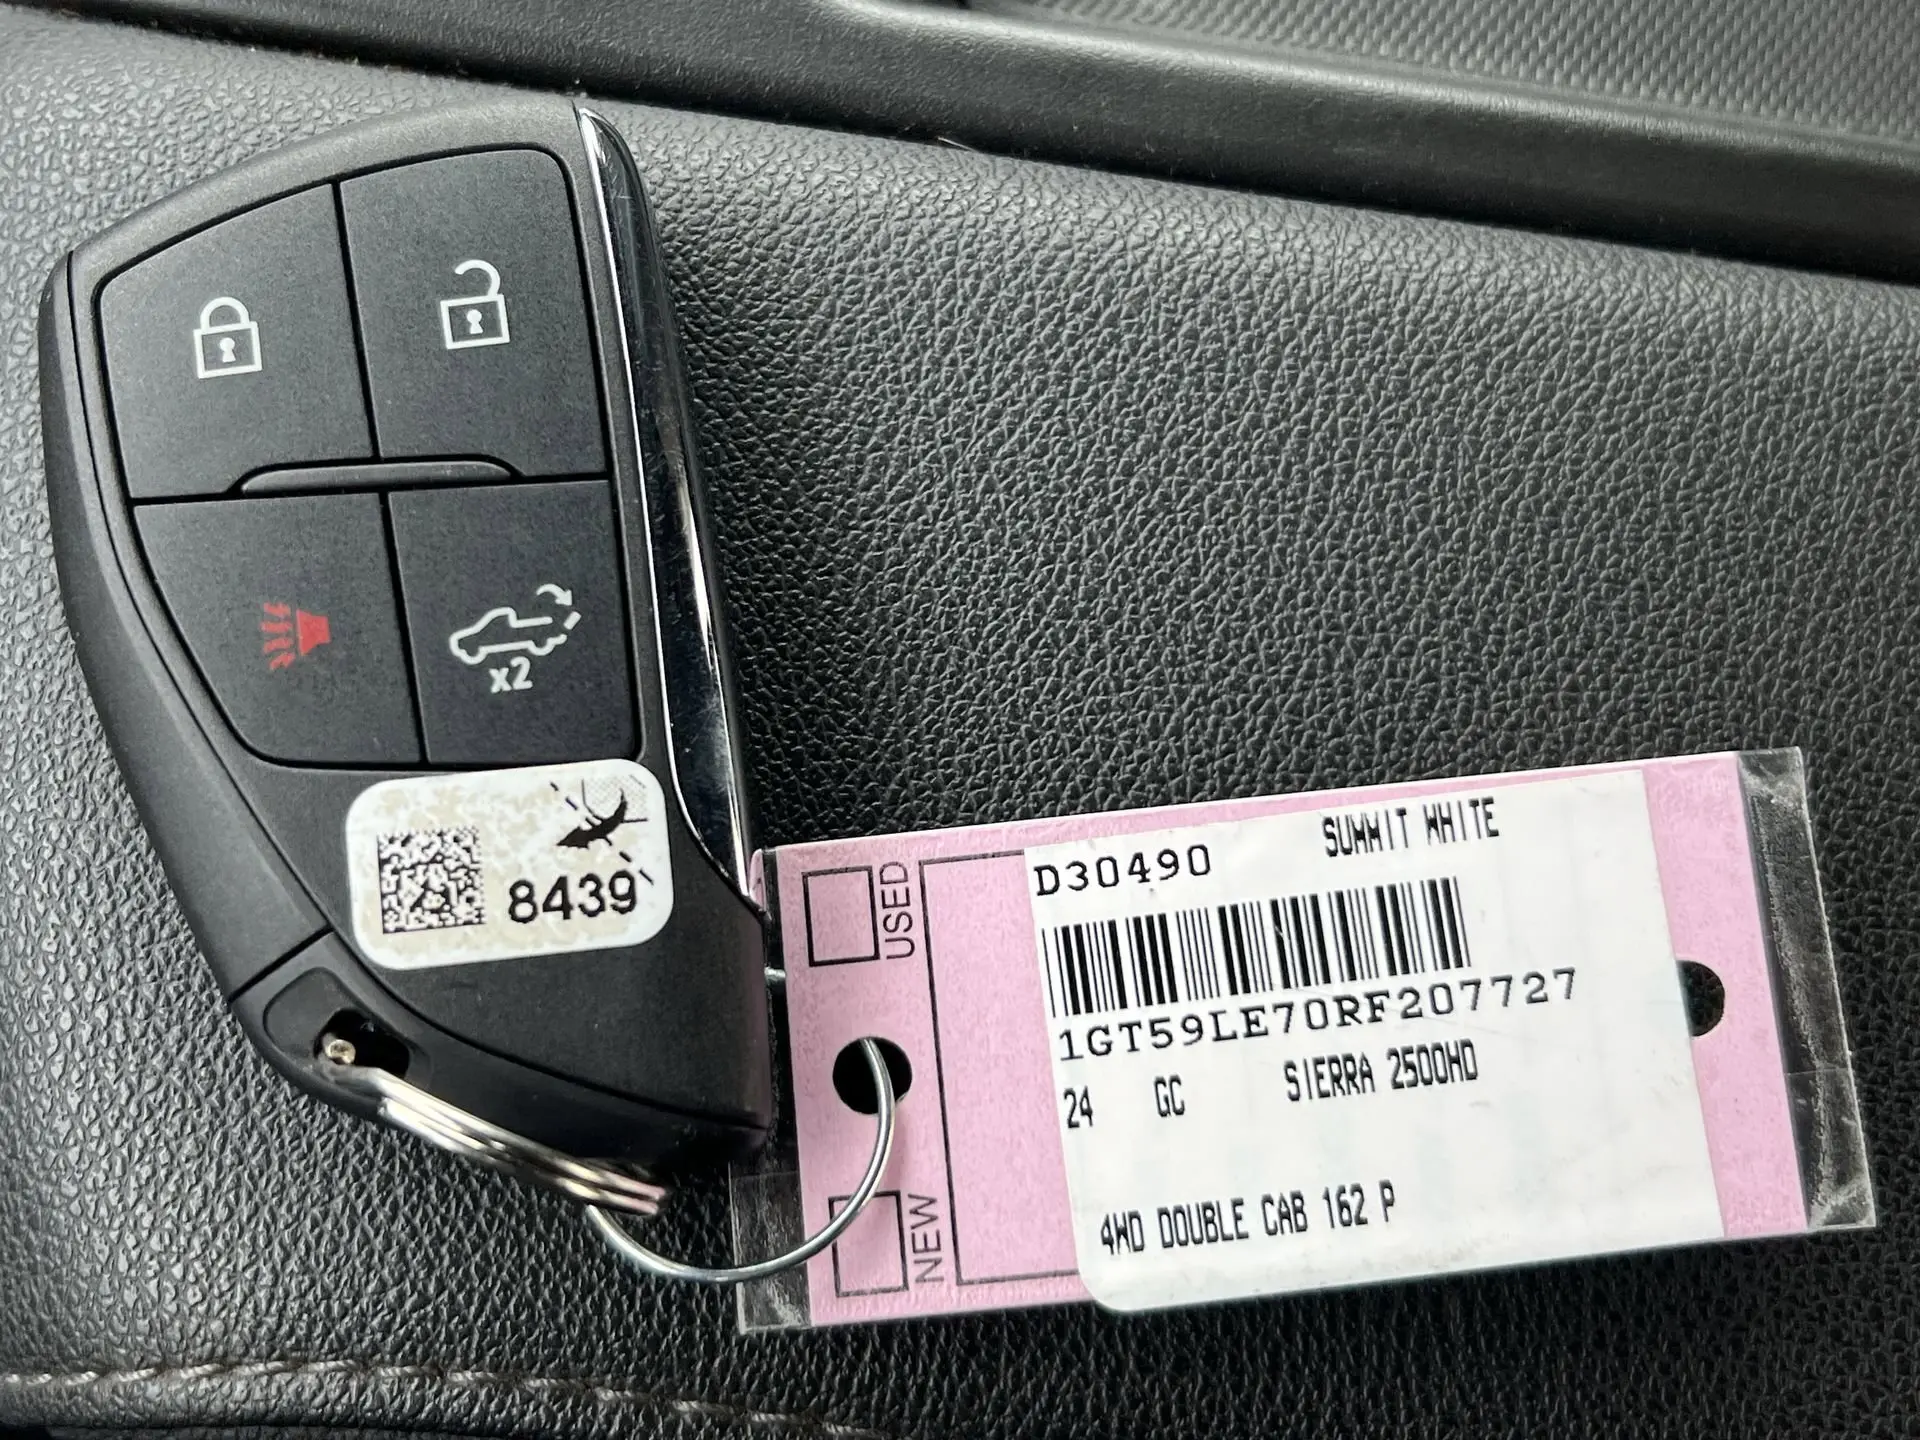 x2
8439
USED
NEW
D30490 SUMMIT WHITE
1GT59LE70RF207727
24 GC SIERRA 2500HD
4WD DOUBLE CAB 162 P